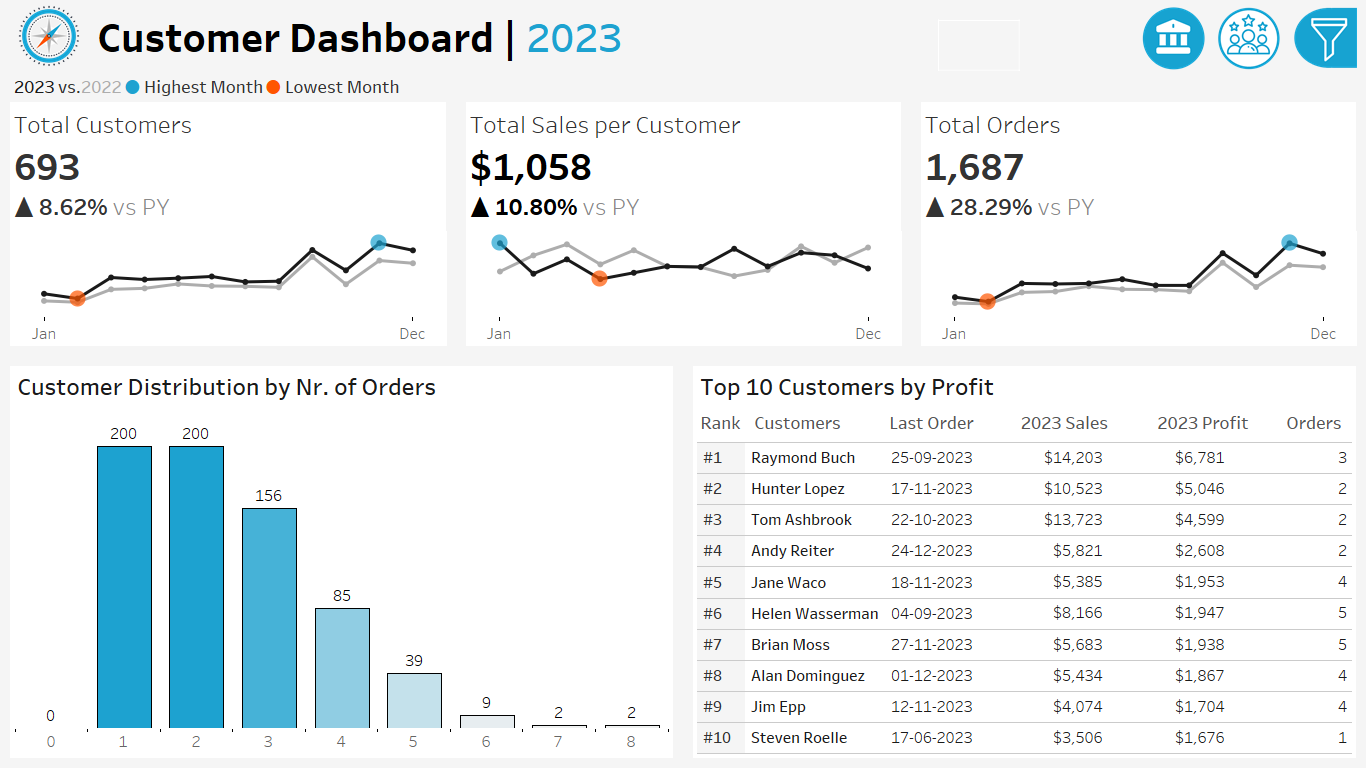 Customer Dashboard | 2023
2023 vs.2022 Highest Month Lowest Month
Total Customers
693
▲ 8.62% vs PY
Jan Dec
Total Sales per Customer
$1,058
▲ 10.80% vs PY
Jan Dec
Total Orders
1,687
▲ 28.29% vs PY
Jan Dec
Customer Distribution by Nr. of Orders
0 200 200 156 85 39 9 2 2
0 1 2 3 4 5 6 7 8
Top 10 Customers by Profit
Rank Customers Last Order 2023 Sales 2023 Profit Orders
#1 Raymond Buch 25-09-2023 $14,203 $6,781 3
#2 Hunter Lopez 17-11-2023 $10,523 $5,046 2
#3 Tom Ashbrook 22-10-2023 $13,723 $4,599 2
#4 Andy Reiter 24-12-2023 $5,821 $2,608 2
#5 Jane Waco 18-11-2023 $5,385 $1,953 4
#6 Helen Wasserman 04-09-2023 $8,166 $1,947 5
#7 Brian Moss 27-11-2023 $5,683 $1,938 5
#8 Alan Dominguez 01-12-2023 $5,434 $1,867 4
#9 Jim Epp 12-11-2023 $4,074 $1,704 4
#10 Steven Roelle 17-06-2023 $3,506 $1,676 1